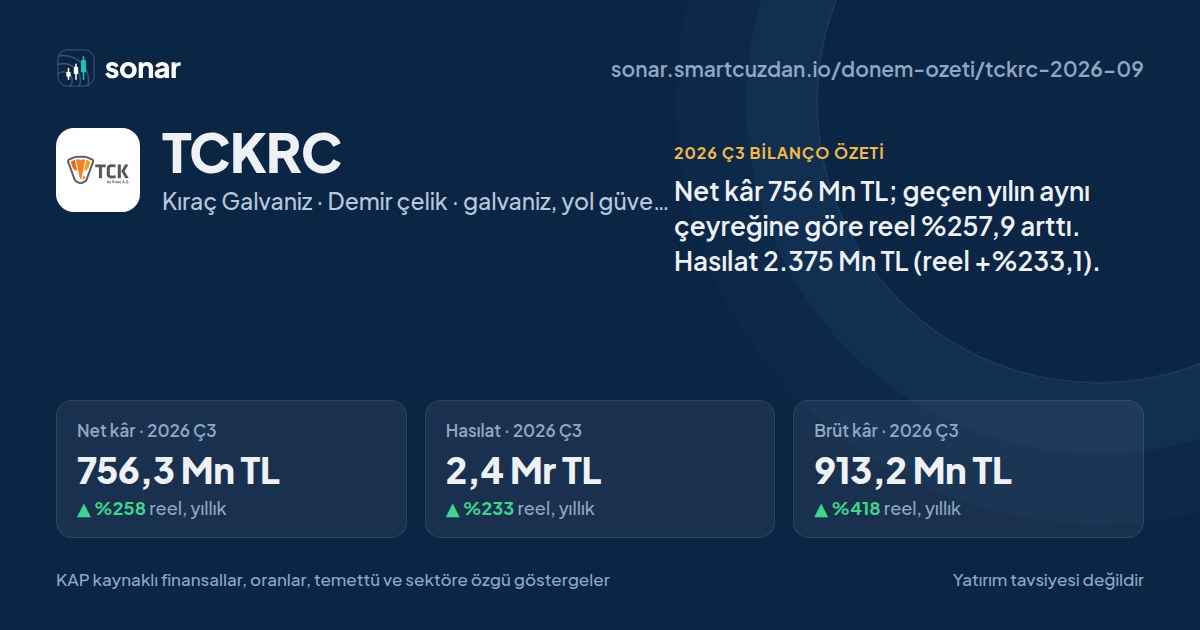 sonar
sonar.smartcuzdan.io/donem-ozeti/tckrc-2026-09
TCK
TCKRC
Kıraç Galvaniz · Demir çelik · galvaniz, yol güve...
2026 Ç3 BİLANÇO ÖZETİ
Net kâr 756 Mn TL; geçen yılın aynı
çeyreğine göre reel %257,9 arttı.
Hasılat 2.375 Mn TL (reel +%233,1).
Net kâr · 2026 Ç3
756,3 Mn TL
▲ %258 reel, yıllık
Hasılat · 2026 Ç3
2,4 Mr TL
▲ %233 reel, yıllık
Brüt kâr · 2026 Ç3
913,2 Mn TL
▲ %418 reel, yıllık
KAP kaynaklı finansallar, oranlar, temettü ve sektöre özgü göstergeler
Yatırım tavsiyesi değildir